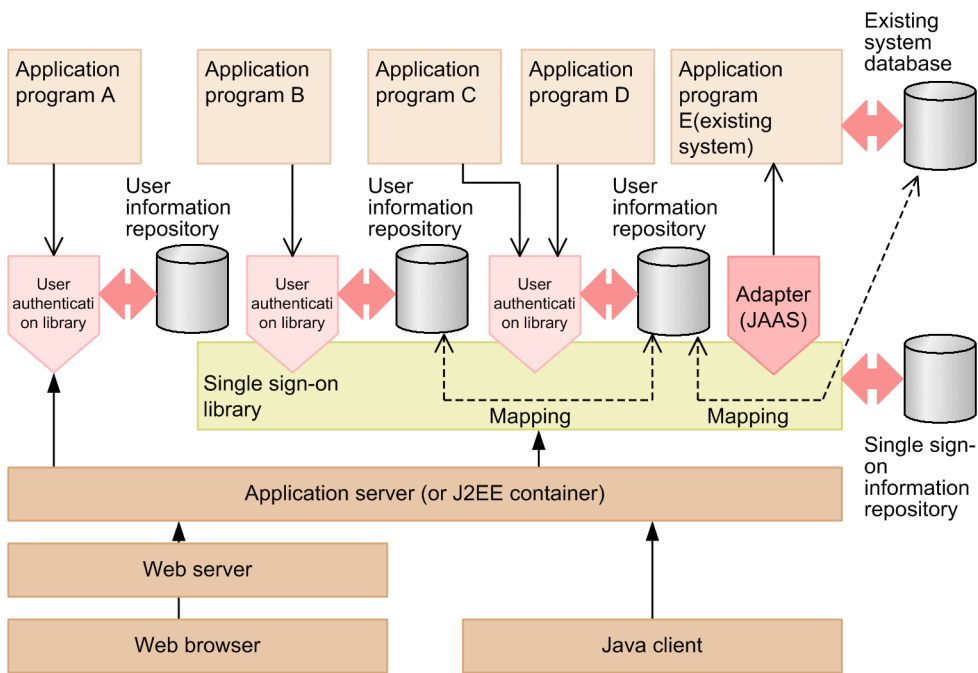 Application
program A
Application
program B
Application
program C
Application
program D
Application
program
E(existing
system)
Existing
system
database
User
information
repository
User
information
repository
User
information
repository
User
authenticati
on library
User
authenticati
on library
User
authenticati
on library
Adapter
(JAAS)
Single sign-on
library
Mapping
Mapping
Single sign-
on
information
repository
Application server (or J2EE container)
Web server
Web browser
Java client